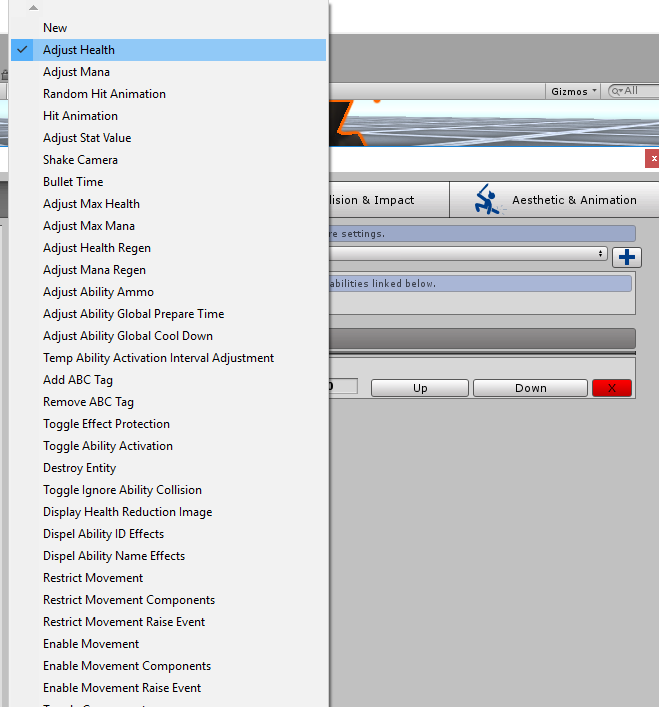 New
Adjust Health
Adjust Mana
Random Hit Animation
Hit Animation
Adjust Stat Value
Shake Camera
Bullet Time
Adjust Max Health
Adjust Max Mana
Adjust Health Regen
Adjust Mana Regen
Adjust Ability Ammo
Adjust Ability Global Prepare Time
Adjust Ability Global Cool Down
Temp Ability Activation Interval Adjustment
Add ABC Tag
Remove ABC Tag
Toggle Effect Protection
Toggle Ability Activation
Destroy Entity
Toggle Ignore Ability Collision
Display Health Reduction Image
Dispel Ability ID Effects
Dispel Ability Name Effects
Restrict Movement
Restrict Movement Components
Restrict Movement Raise Event
Enable Movement
Enable Movement Components
Enable Movement Raise Event
Gizmos
All
x
lision & Impact
Aesthetic & Animation
re settings.
abilities linked below.
0
Up
Down
X